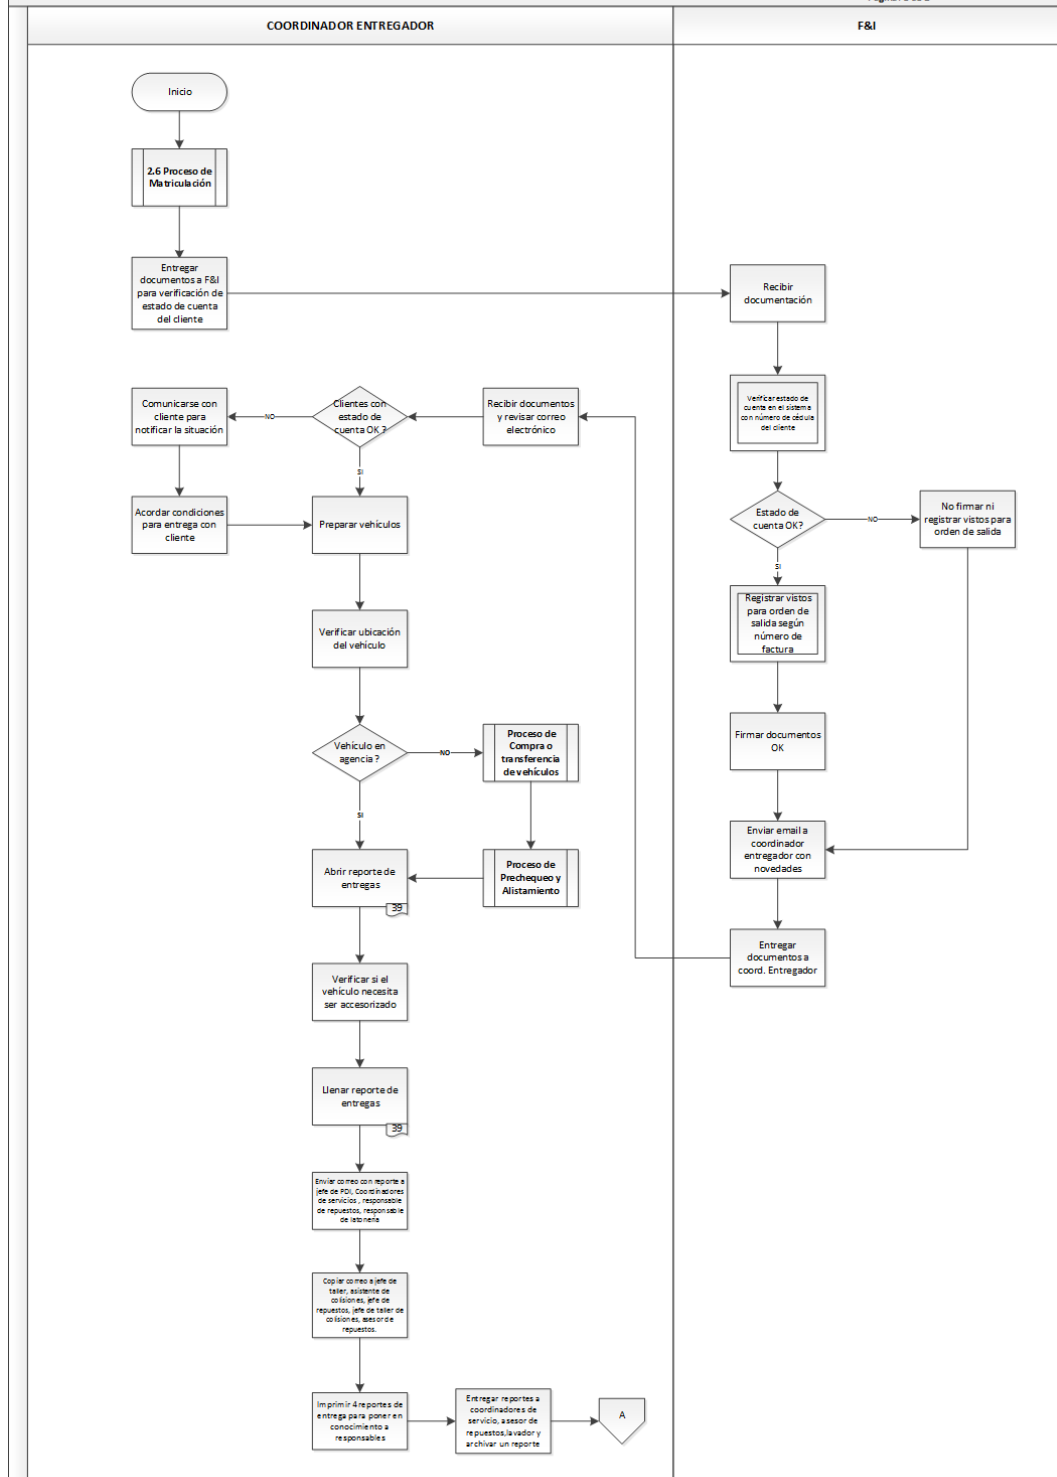 COORDINADOR ENTREGADOR
F&I
Inicio
2.6 Proceso de
Matriculación
Entregar
documentos a F&I
para verificación de
estado de cuenta
del cliente
Recibir
documentación
Verificar estado de
cuenta en el sistema
con número de cédula
del cliente
Comunicarse con
cliente para
notificar la situación
NO
Clientes con
estado de
cuenta OK ?
Recibir documentos
y revisar correo
electrónico
SI
Acordar condiciones
para entrega con
cliente
Preparar vehículos
Estado de
cuenta OK?
NO
No firmar ni
registrar vistos para
orden de salida
SI
Registrar vistos
para orden de
salida según
número de
factura
Verificar ubicación
del vehículo
Firmar documentos
OK
Vehículo en
agencia ?
NO
Proceso de
Compra o
transferencia
de vehículos
SI
Enviar email a
coordinador
entregador con
novedades
Abrir reporte de
entregas
39
Proceso de
Prechequeo y
Alistamiento
Entregar
documentos a
coord. Entregador
Verificar si el
vehículo necesita
ser accesorizado
Llenar reporte de
entregas
39
Enviar correo con reporte a
jefe de PDI, Coordinadores
de servicios , responsable
de repuestos, responsable
de latonería
Copiar correo a jefe de
taller, asistente de
colisiones, jefe de
repuestos, jefe de taller de
colisiones, asesor de
repuestos.
Imprimir 4 reportes de
entrega para poner en
conocimiento a
responsables
Entregar reportes a
coordinadores de
servicio, asesor de
repuestos,lavador y
archivar un reporte
A